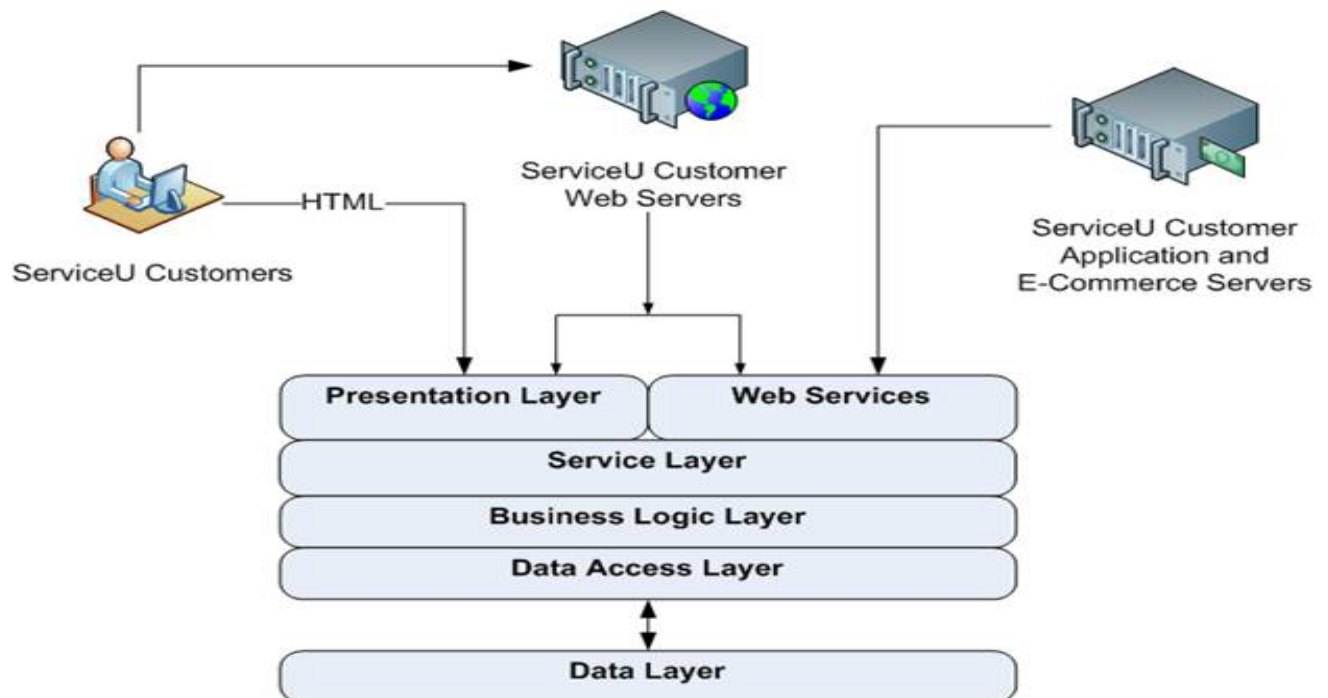 ServiceU Customer
Web Servers
HTML
ServiceU Customers
ServiceU Customer
Application and
E-Commerce Servers
Presentation Layer
Web Services
Service Layer
Business Logic Layer
Data Access Layer
Data Layer